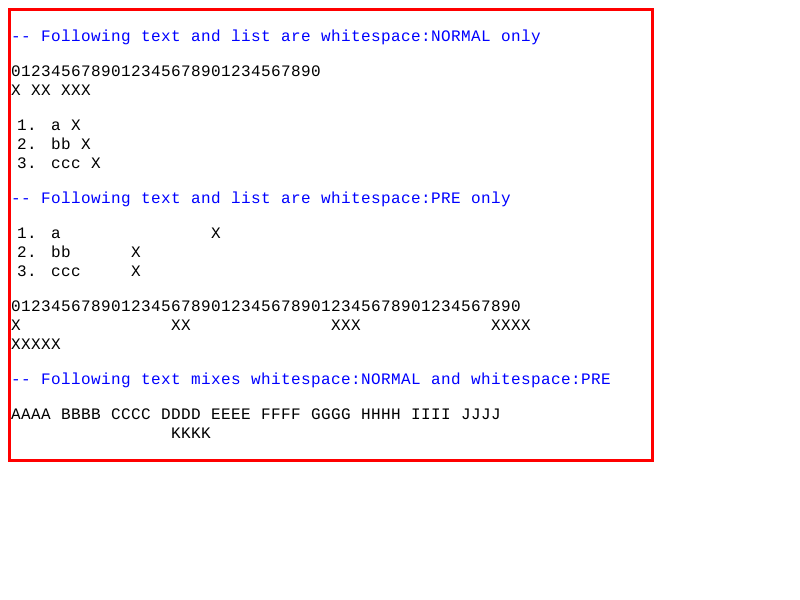 -- Following text and list are whitespace:NORMAL only
0123456789012345678901234567890
X XX XXX
1. a X
2. bb X
3. ccc X
-- Following text and list are whitespace:PRE only
1. a               X
2. bb      X
3. ccc     X
012345678901234567890123456789012345678901234567890
X               XX              XXX             XXXX
XXXXX
-- Following text mixes whitespace:NORMAL and whitespace:PRE
AAAA BBBB CCCC DDDD EEEE FFFF GGGG HHHH IIII JJJJ
                KKKK